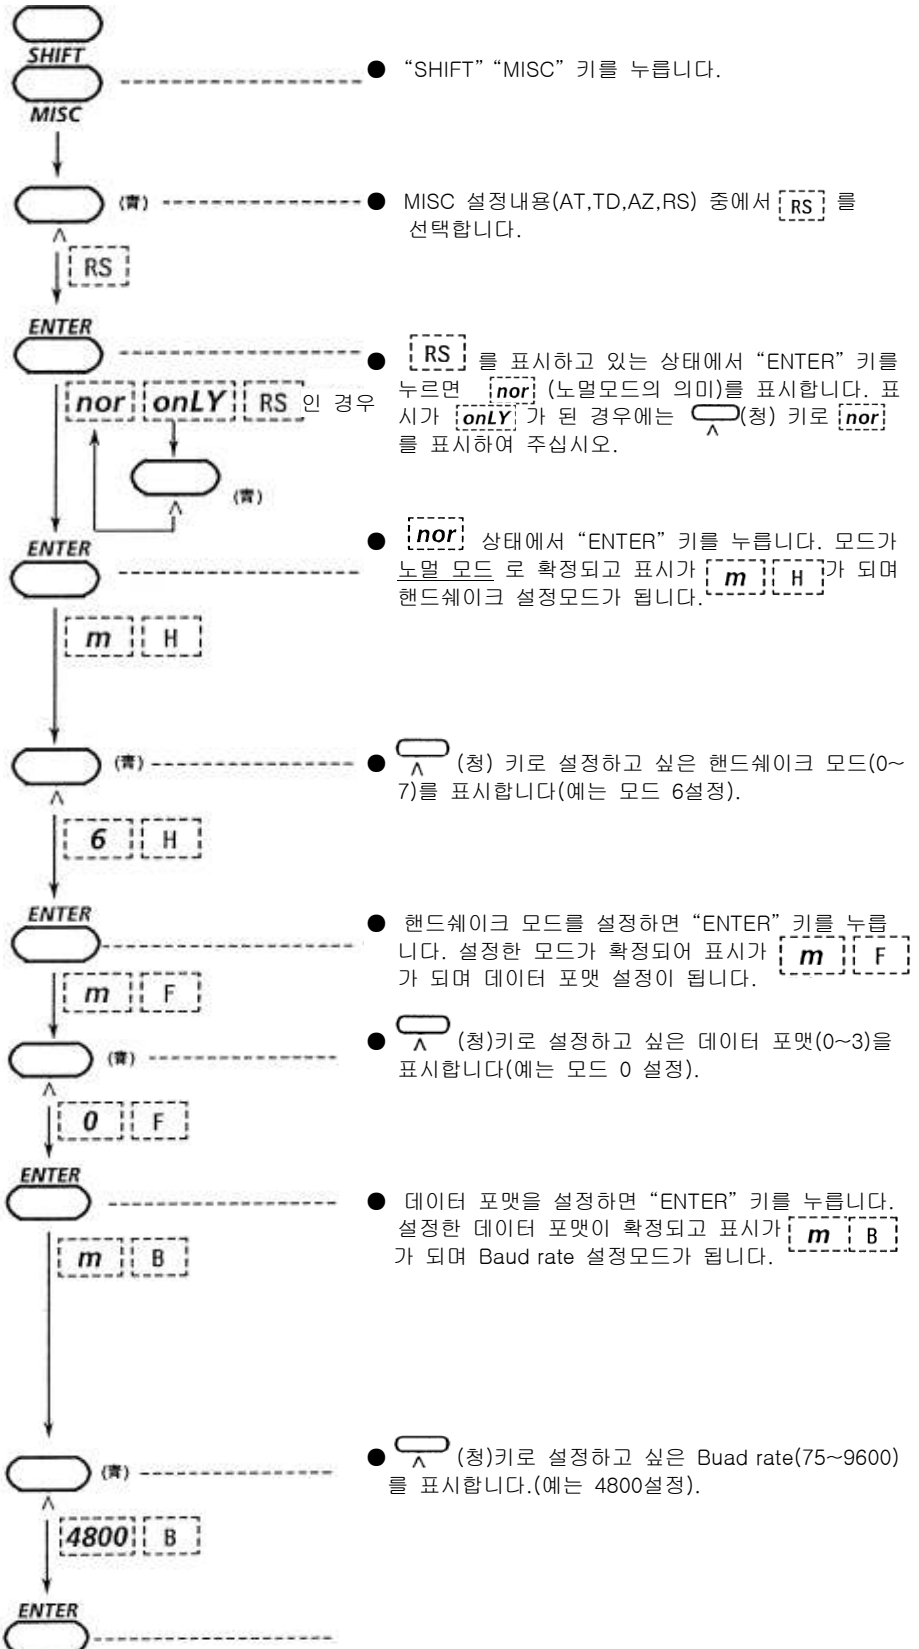 SHIFT
MISC
● “SHIFT” “MISC” 키를 누릅니다.
(青)
● MISC 설정내용(AT,TD,AZ,RS) 중에서 RS 를
선택합니다.
RS
ENTER
● RS 를 표시하고 있는 상태에서 “ENTER” 키를
누르면 nor (노멀모드의 의미)를 표시합니다. 표
시가 onLY 가 된 경우에는 (청) 키로 nor
를 표시하여 주십시오.
nor onLY RS 인 경우
(青)
ENTER
● nor 상태에서 “ENTER” 키를 누릅니다. 모드가
노멀 모드 로 확정되고 표시가 m H 가 되며
핸드쉐이크 설정모드가 됩니다.
m H
(青)
● (청) 키로 설정하고 싶은 핸드쉐이크 모드(0~
7)를 표시합니다(예는 모드 6설정).
6 H
ENTER
● 핸드쉐이크 모드를 설정하면 “ENTER” 키를 누릅
니다. 설정한 모드가 확정되어 표시가 m F
가 되며 데이터 포맷 설정이 됩니다.
m F
(青)
● (청)키로 설정하고 싶은 데이터 포맷(0~3)을
표시합니다(예는 모드 0 설정).
0 F
ENTER
● 데이터 포맷을 설정하면 “ENTER” 키를 누릅니다.
설정한 데이터 포맷이 확정되고 표시가 m B
가 되며 Baud rate 설정모드가 됩니다.
m B
(青)
● (청)키로 설정하고 싶은 Buad rate(75~9600)
를 표시합니다.(예는 4800설정).
4800 B
ENTER